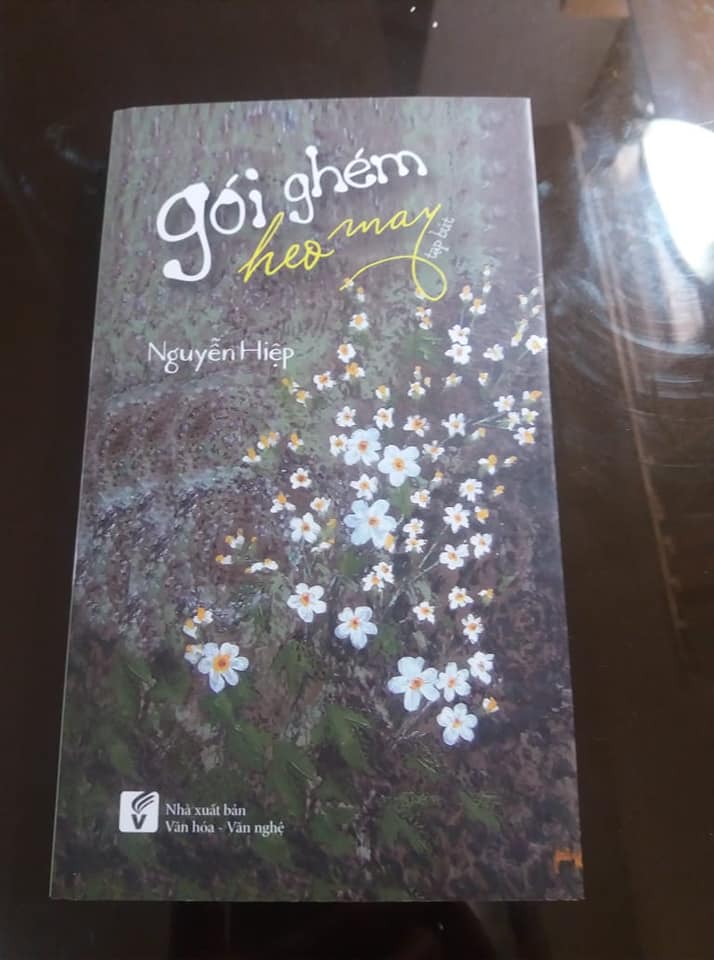 gói ghém
heo may
tạp bút
Nguyễn Hiệp
Nhà xuất bản
Văn hóa - Văn nghệ